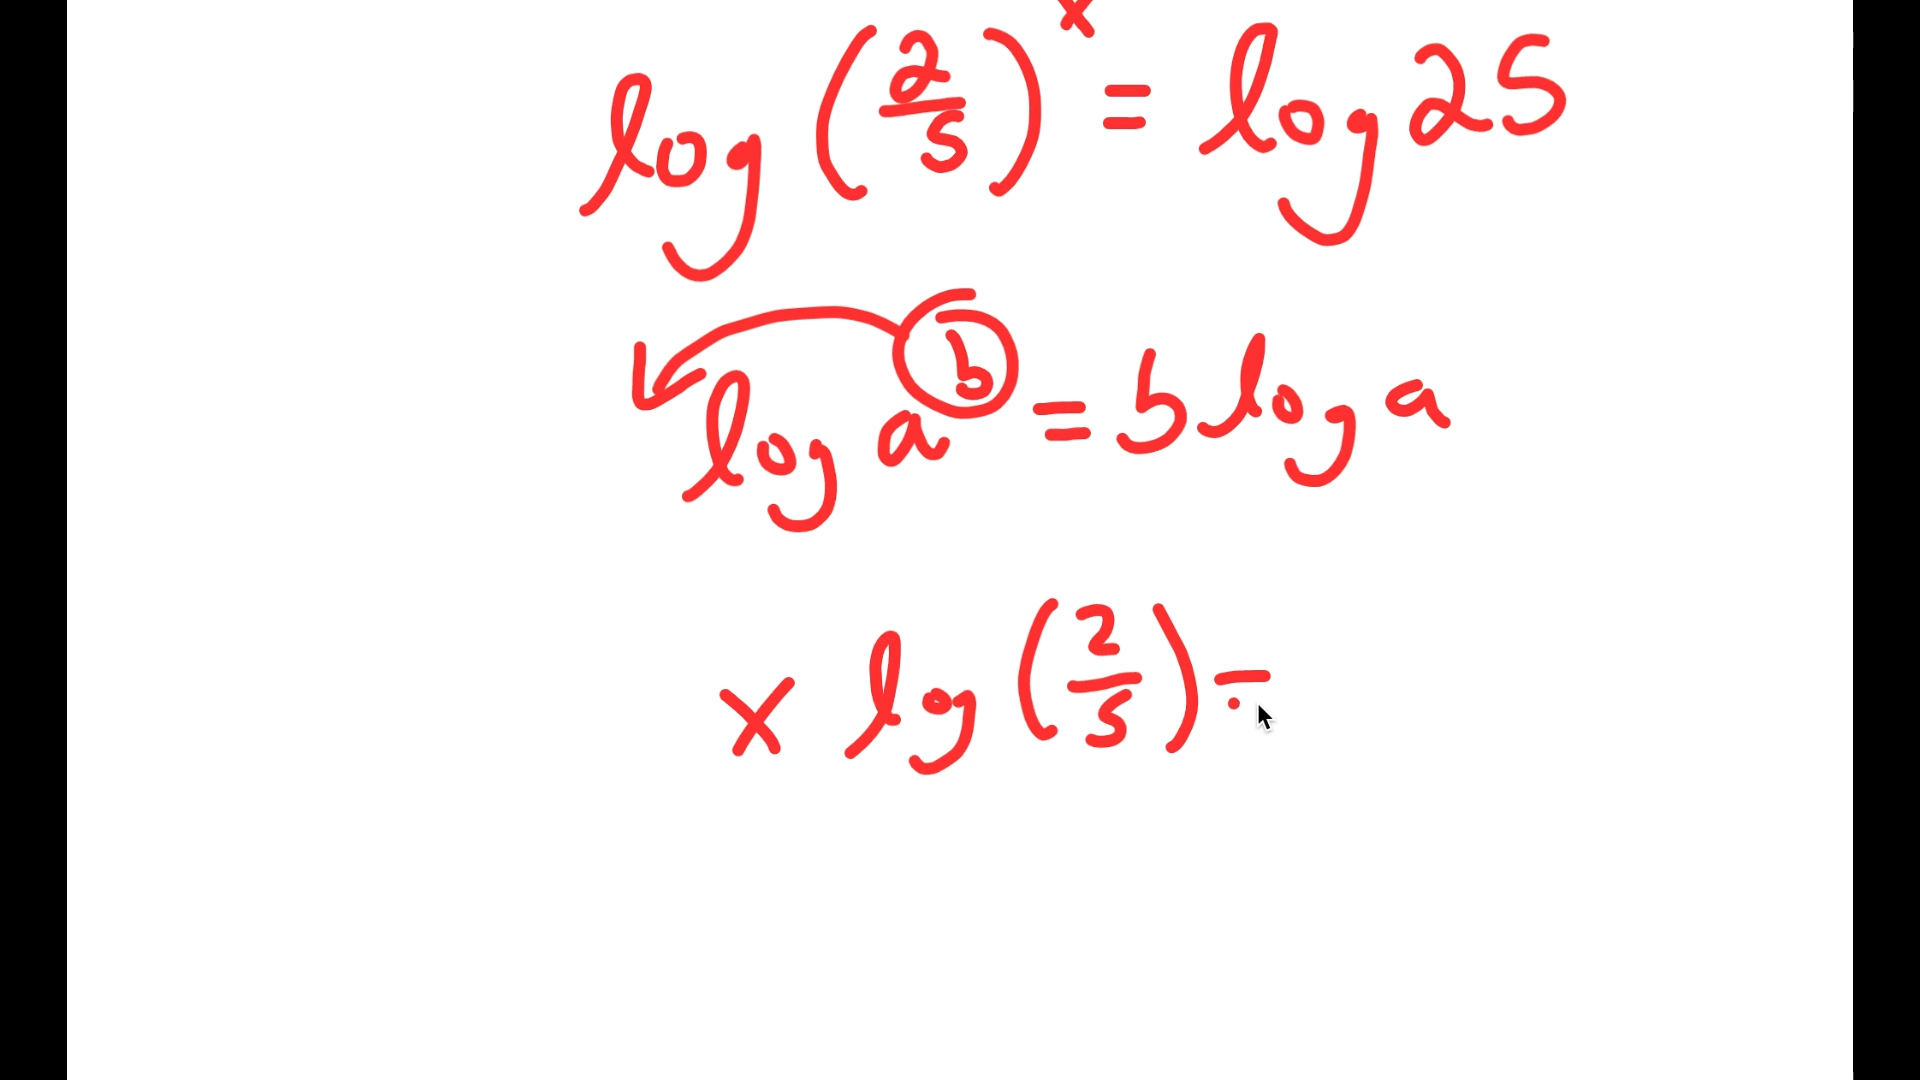 log (2/5)^x = log 25
log a^b = b log a
x log (2/5) =